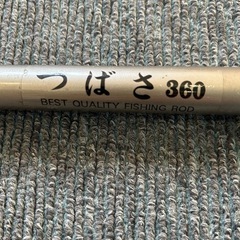 つばさ 360
BEST QUALITY FISHING ROD